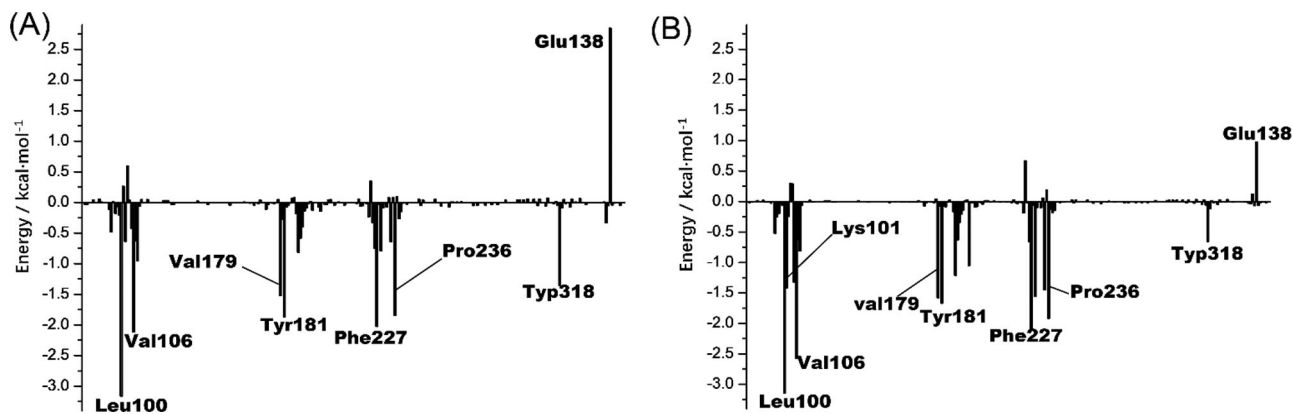 (A)
Energy / kcal·mol-1
2.5
2.0
1.5
1.0
0.5
0.0
-0.5
-1.0
-1.5
-2.0
-2.5
-3.0
Glu138
Val179
Pro236
Typ318
Tyr181
Phe227
Val106
Leu100
(B)
Energy / kcal·mol-1
2.5
2.0
1.5
1.0
0.5
0.0
-0.5
-1.0
-1.5
-2.0
-2.5
-3.0
Glu138
Lys101
Typ318
val179
Pro236
Tyr181
Phe227
Val106
Leu100